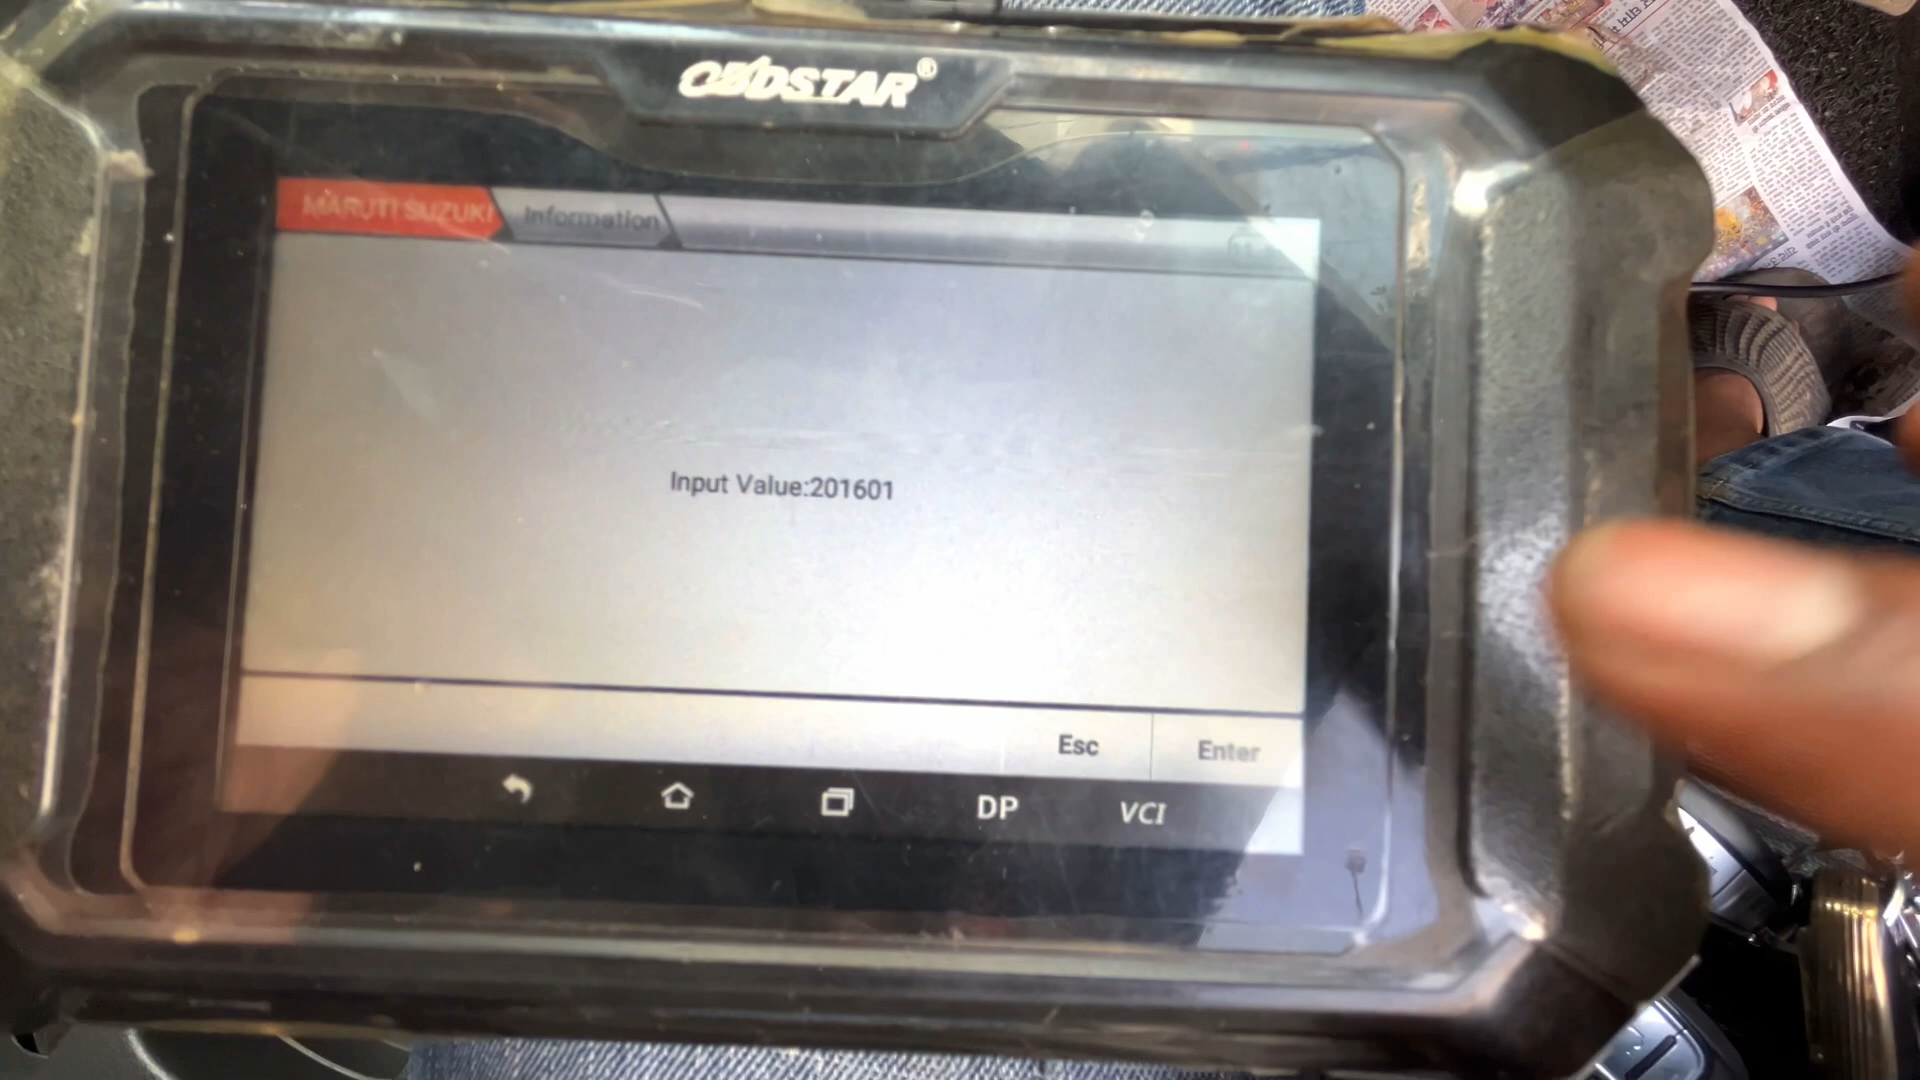 OBDSTAR®
MARUTI SUZUKI Information
Input Value:201601
Esc Enter
DP VCI